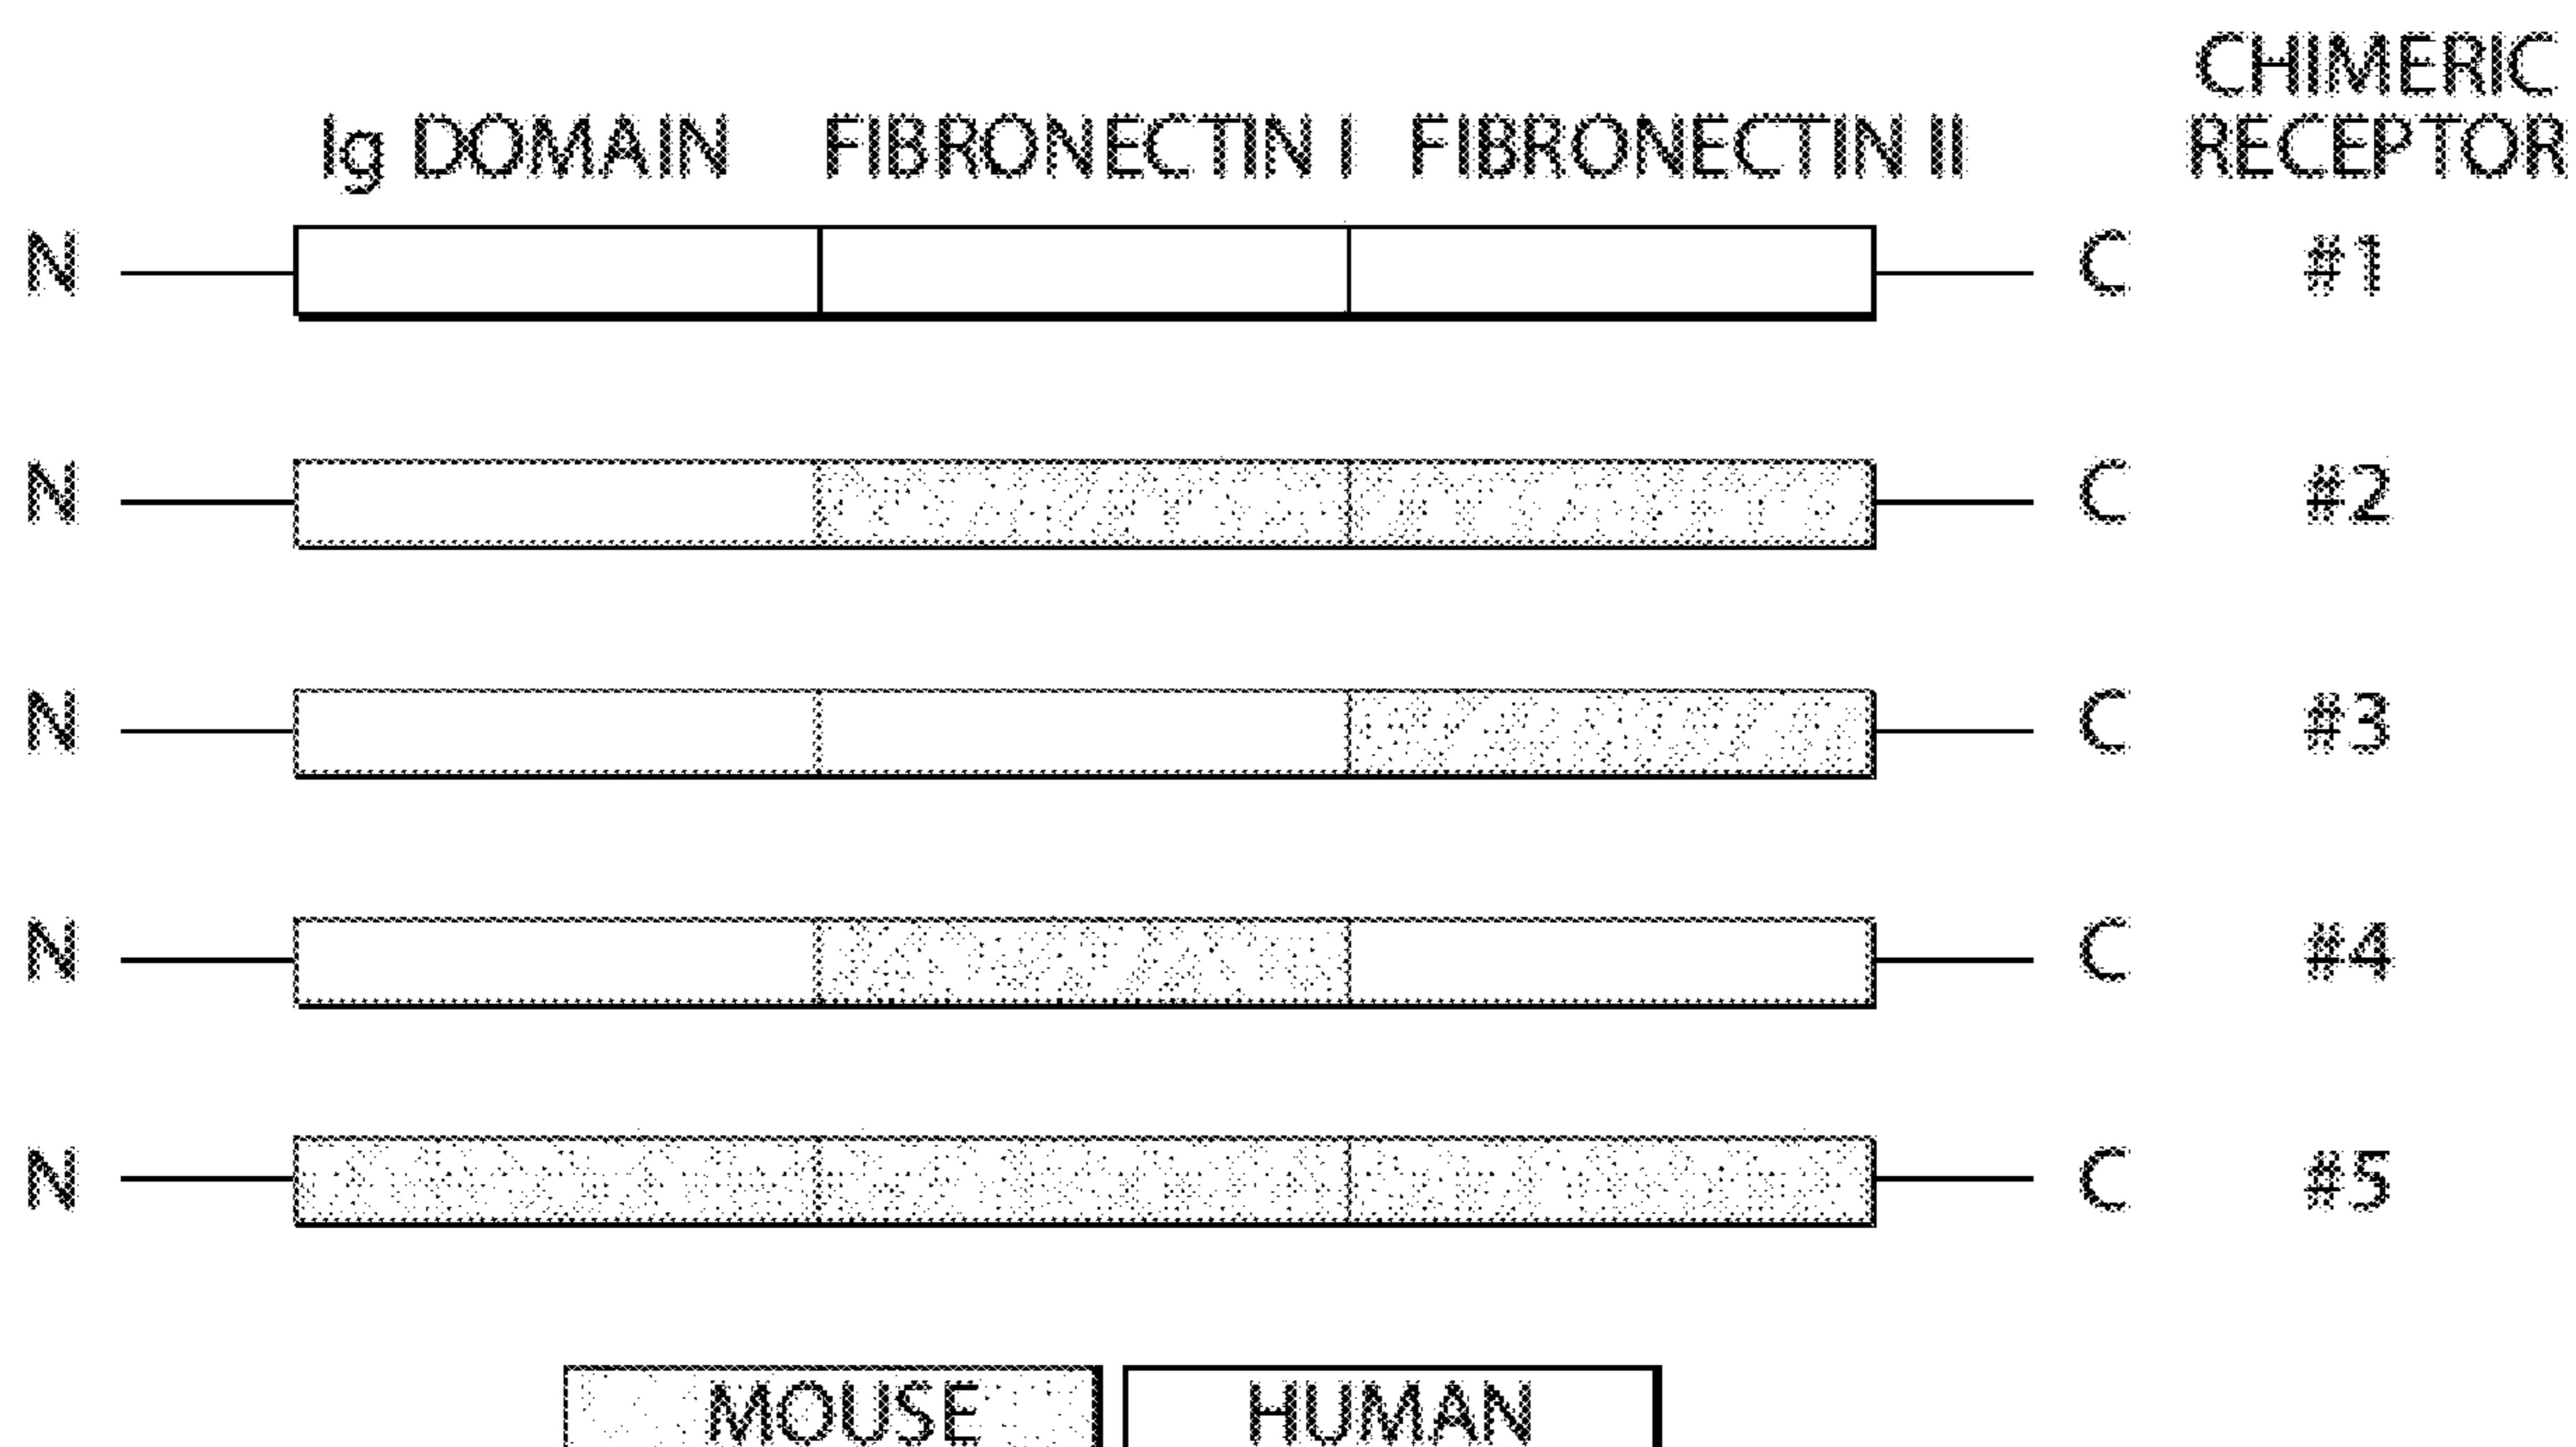 CHIMERIC
Ig DOMAIN FIBRONECTIN I FIBRONECTIN II RECEPTOR
N C #1
N C #2
N C #3
N C #4
N C #5
MOUSE HUMAN